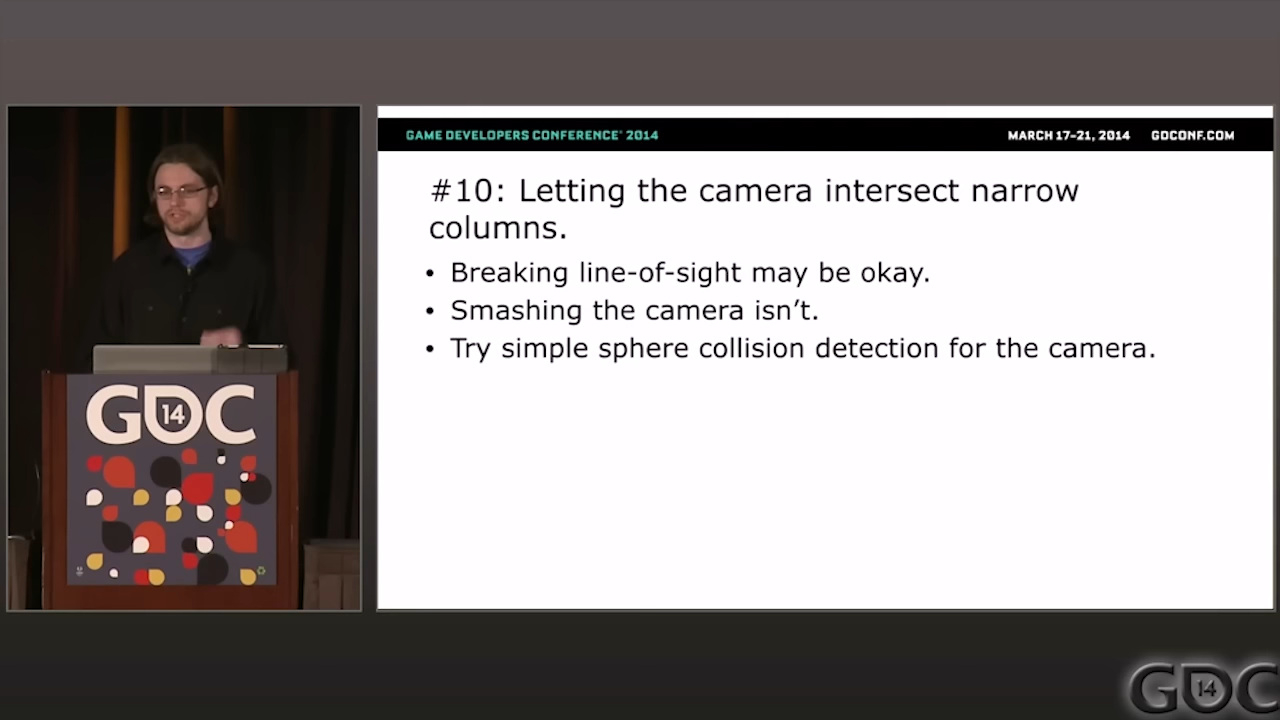 GAME DEVELOPERS CONFERENCE® 2014
MARCH 17–21, 2014 GDCONF.COM
#10: Letting the camera intersect narrow
columns.
• Breaking line-of-sight may be okay.
• Smashing the camera isn’t.
• Try simple sphere collision detection for the camera.
GDC
14
GDC
14